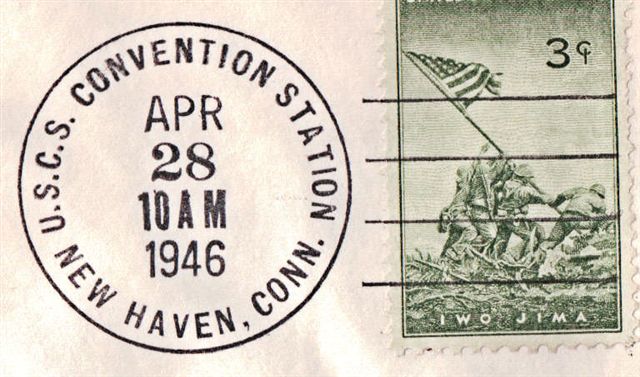 U.S.C.S. CONVENTION STATION
APR
28
10 AM
1946
NEW HAVEN, CONN.
3¢
IWO JIMA